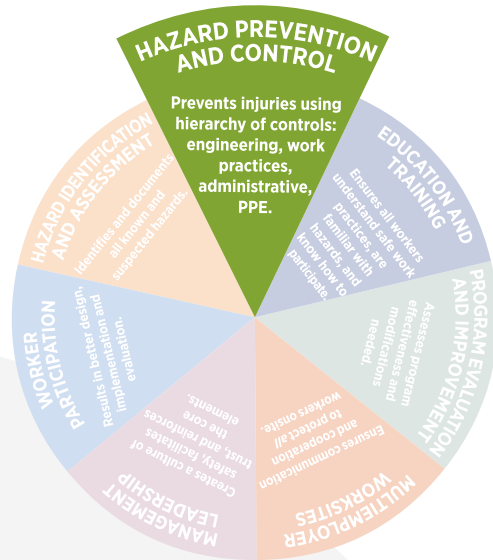 HAZARD PREVENTION
AND CONTROL
Prevents injuries using
hierarchy of controls:
engineering, work
practices,
administrative,
PPE.
EDUCATION AND
TRAINING
Ensures all workers
understand safe work
practices, are
familiar with
hazards, and
know how to
participate.
PROGRAM EVALUATION
AND IMPROVEMENT
Assesses program
effectiveness and
modifications
needed.
MULTIEMPLOYER
WORKSITES
Ensures communication
and cooperation
to protect all
workers onsite.
MANAGEMENT
LEADERSHIP
Creates a culture of
safety, facilitates
trust, and reinforces
the core
elements.
WORKER
PARTICIPATION
Results in better design,
implementation and
evaluation.
HAZARD IDENTIFICATION
AND ASSESSMENT
Identifies and documents
all known and
suspected hazards.